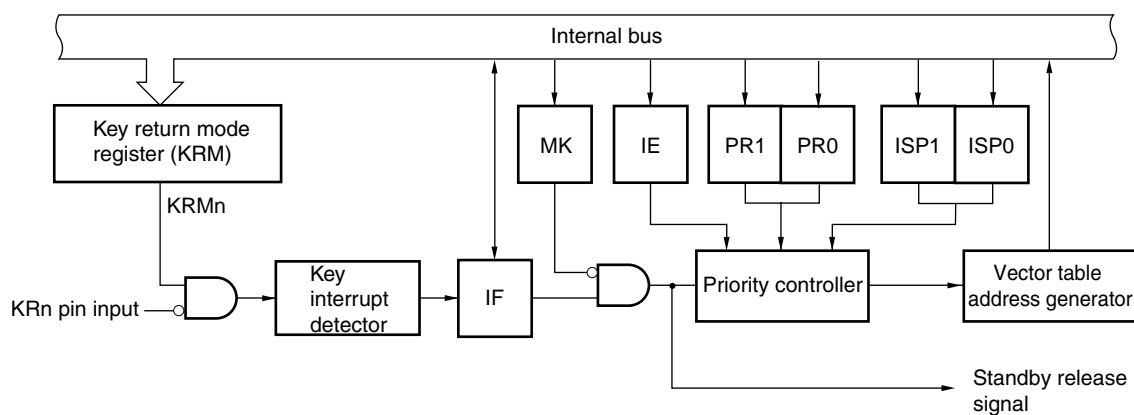 Internal bus
Key return mode
register (KRM)
MK
IE
PR1
PR0
ISP1
ISP0
KRMn
KRn pin input
Key
interrupt
detector
IF
Priority controller
Vector table
address generator
Standby release
signal